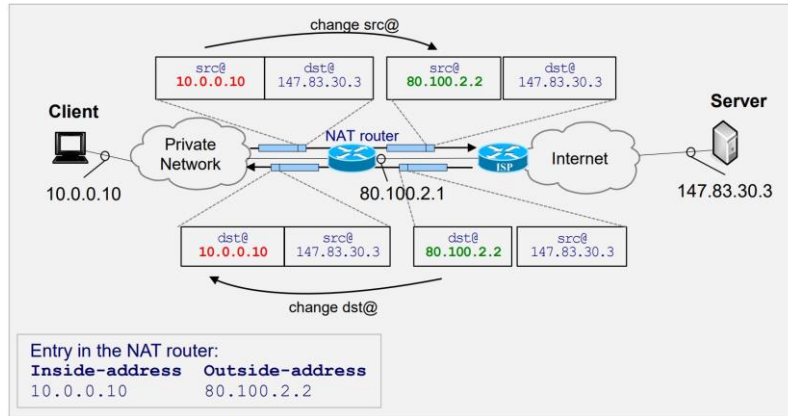 change src@
src@ dst@ src@ dst@
10.0.0.10 147.83.30.3 80.100.2.2 147.83.30.3
Client
Server
NAT router
Private
Network
Internet
ISP
10.0.0.10
80.100.2.1
147.83.30.3
dst@ src@ dst@ src@
10.0.0.10 147.83.30.3 80.100.2.2 147.83.30.3
change dst@
Entry in the NAT router:
Inside-address Outside-address
10.0.0.10 80.100.2.2